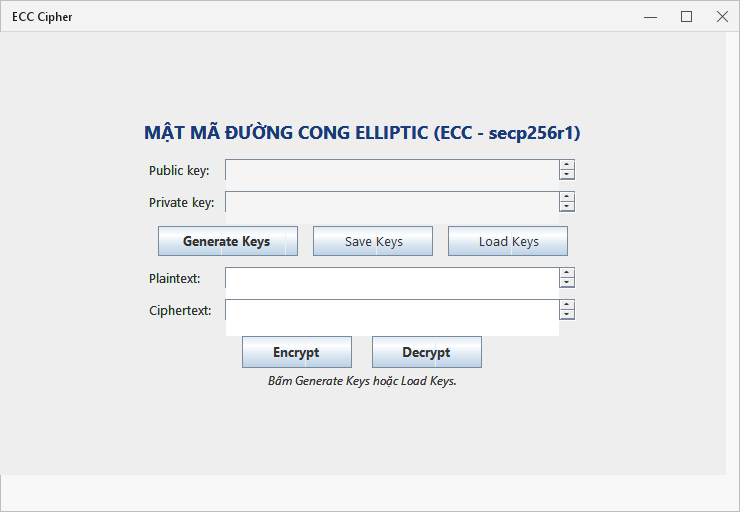 ECC Cipher
MẬT MÃ ĐƯỜNG CONG ELLIPTIC (ECC - secp256r1)
Public key:
Private key:
Generate Keys Save Keys Load Keys
Plaintext:
Ciphertext:
Encrypt Decrypt
Bấm Generate Keys hoặc Load Keys.